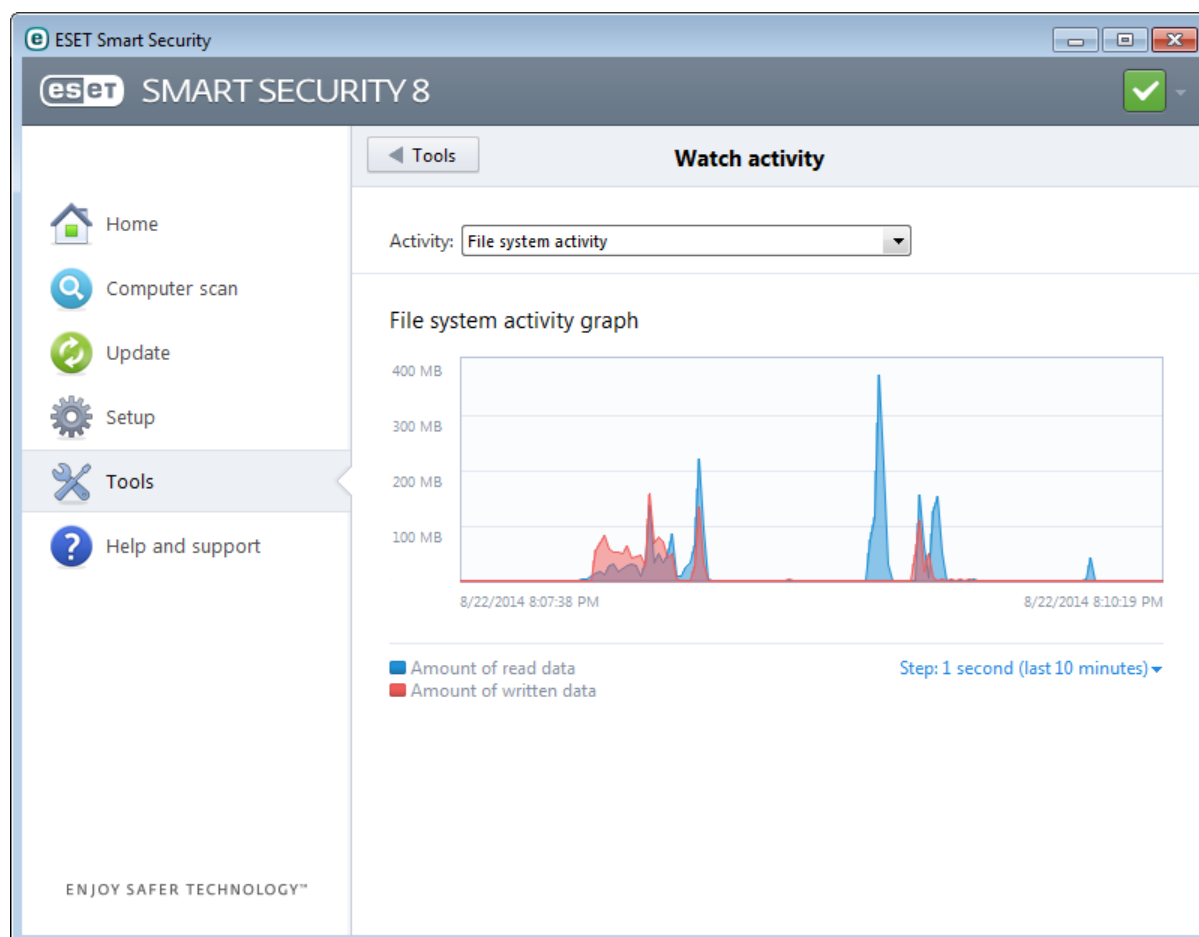 ESET Smart Security
eset SMART SECURITY 8
Tools
Watch activity
Home
Computer scan
Update
Setup
Tools
Help and support
Activity: File system activity
File system activity graph
400 MB
300 MB
200 MB
100 MB
8/22/2014 8:07:38 PM
8/22/2014 8:10:19 PM
Amount of read data
Amount of written data
Step: 1 second (last 10 minutes)
ENJOY SAFER TECHNOLOGY™